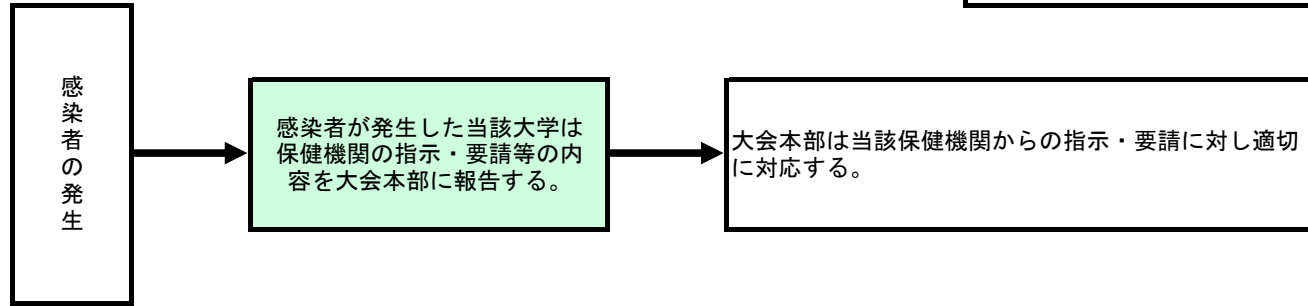 感染者の発生
感染者が発生した当該大学は
保健機関の指示・要請等の内
容を大会本部に報告する。
大会本部は当該保健機関からの指示・要請に対し適切
に対応する。